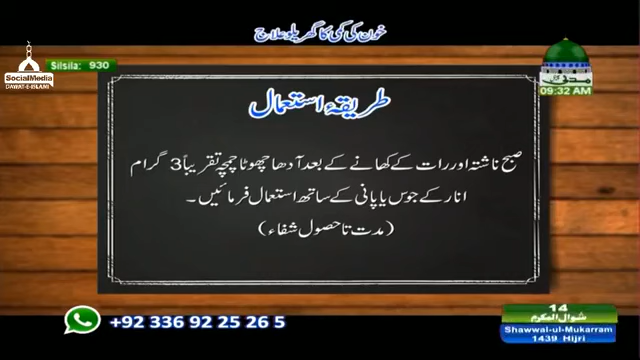 خون کی کمی کا گھریلو علاج
SocialMedia
DAWAT-E-ISLAMI
Silsila: 930
مدنی
09:32 AM
طریقۂ استعمال
صبح ناشتہ اور رات کے کھانے کے بعد آدھا چھوٹا چمچ تقریباً 3 گرام
انار کے جوس یا پانی کے ساتھ استعمال فرمائیں۔
(مدت تا حصول شفاء)
+92 336 92 25 26 5
14
شوال المکرم
Shawwal-ul-Mukarram
1439 Hijri